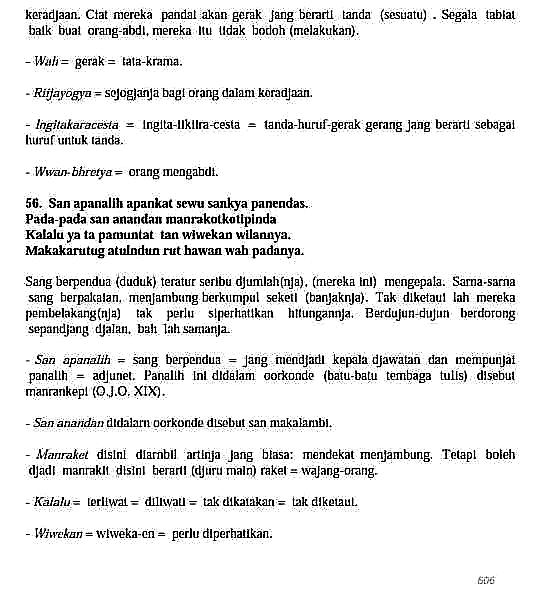 keradjaan. Ciat mereka pandai akan gerak jang berarti tanda (sesuatu) . Segala tabiat
baik buat orang-abdi, mereka itu tidak bodoh (melakukan).
- Wali = gerak = tata-krama.
- Rijjayogya = sejogjanja bagi orang dalam keradjaan.
- Ingitakaracesta = ingita-likiira-cesta = tanda-huruf-gerak gerang jang berarti sebagai
huruf untuk tanda.
- Wwan-bhretya = orang mengabdi.
56. San apanalih apankat sewu sankya panendas.
Pada-pada san anandan manrakotkotipinda
Kalalu ya ta pamuntat tan wiwekan wilannya.
Makakarutug atuindun rut hawan wah padanya.
Sang berpendua (duduk) teratur seribu djumlah(nja), (mereka ini) mengepala. Sama-sama
sang berpakaian, menjambung berkumpul seketi (banjaknja). Tak diketaui lah mereka
pembelakang(nja) tak perlu siperhatikan hitungannja. Berdujun-dujun berdorong
sepandjang djalan, bah lah samanja.
- San apanalih = sang berpendua = jang mendjadi kepala djawatan dan mempunjai
panalih = adjunet. Panalih ini didalam oorkonde (batu-batu tembaga tulis) disebut
manrankepi (O.J.O, XIX).
- San anandan didalam oorkonde disebut san makalambi.
- Manraket disini diambil artinja jang biasa: mendekat menjambung. Tetapi boleh
djadi manrakit disini berarti (djuru main) raket = wajang-orang.
- Kalalu = terliwat = diliwati = tak dikatakan = tak diketaui.
- Wiwekan = wiweka-en = perlu diperhatikan.
606